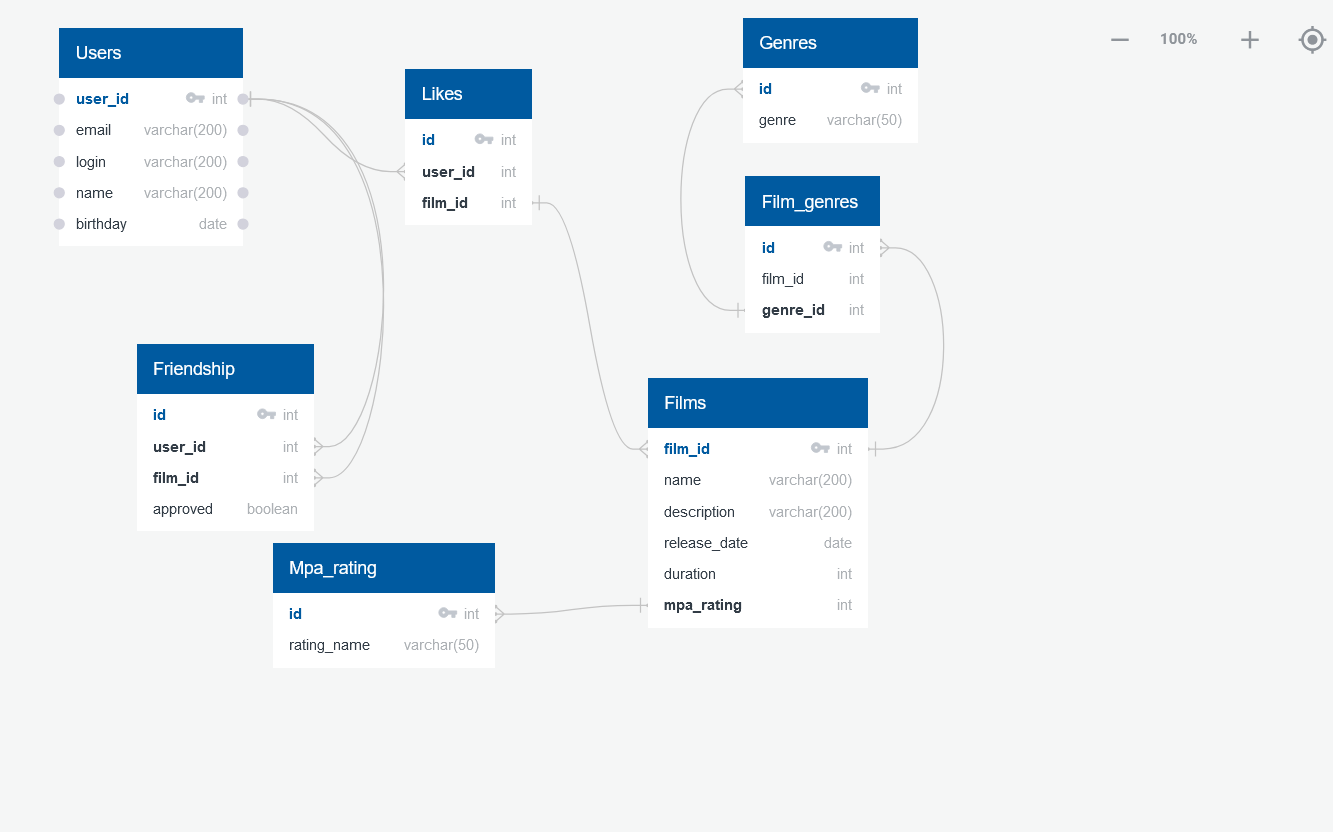 Users
user_id int
email varchar(200)
login varchar(200)
name varchar(200)
birthday date
Likes
id int
user_id int
film_id int
Genres
id int
genre varchar(50)
100%
Film_genres
id int
film_id int
genre_id int
Friendship
id int
user_id int
film_id int
approved boolean
Films
film_id int
name varchar(200)
description varchar(200)
release_date date
duration int
mpa_rating int
Mpa_rating
id int
rating_name varchar(50)